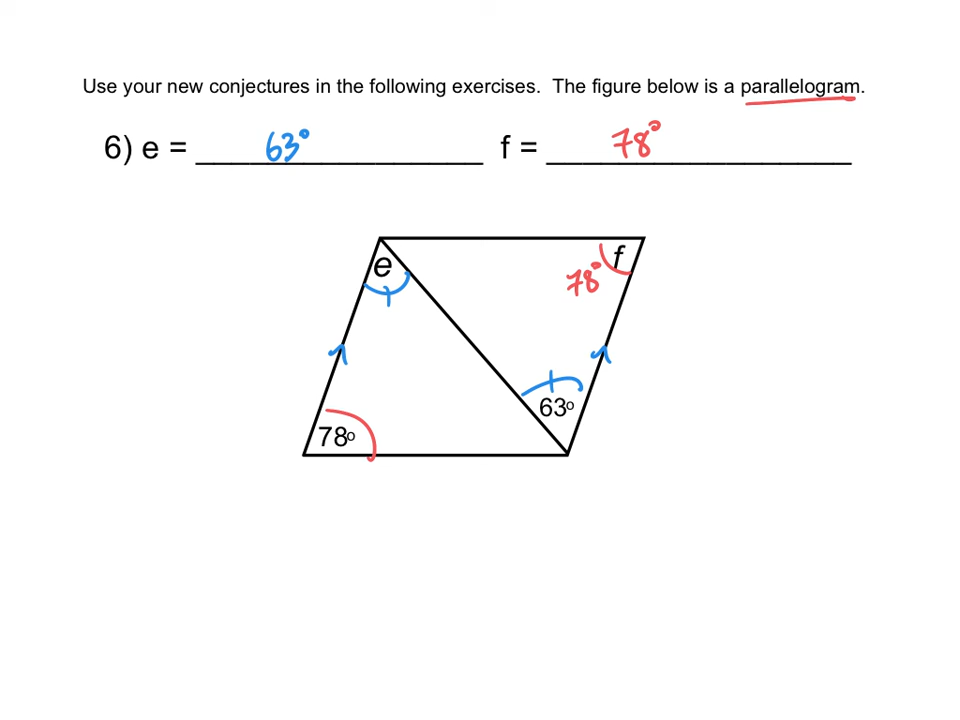 Use your new conjectures in the following exercises.  The figure below is a parallelogram.
6) e = 63° f = 78°
e
f
78°
63°
78°